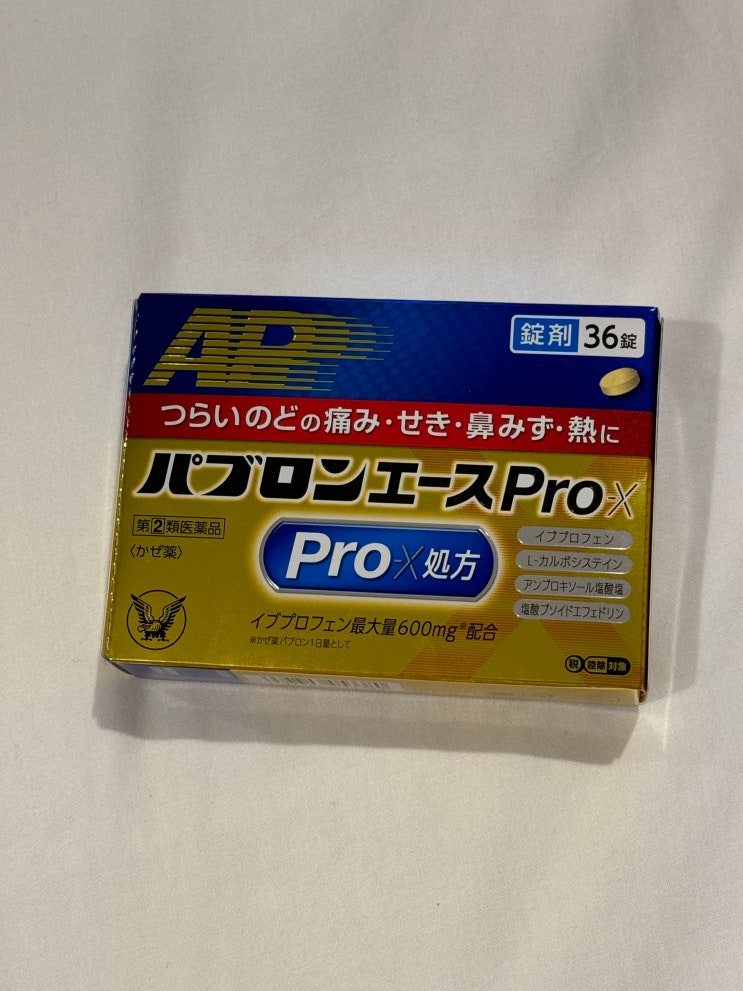 AP
錠剤 36錠
つらいのどの痛み・せき・鼻みず・熱に
パブロンエースPro-X
第②類医薬品
〈かぜ薬〉
Pro-X処方
イブプロフェン
L-カルボシステイン
アンブロキソール塩酸塩
塩酸プソイドエフェドリン
イブプロフェン最大量600mg※配合
※かぜ薬パブロン1日量として
税 控除 対象